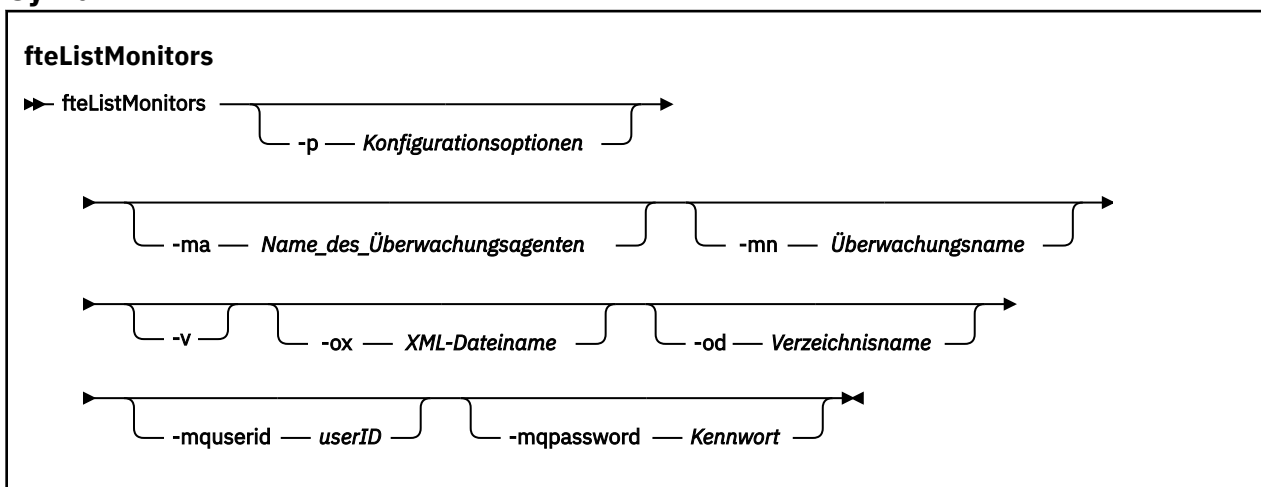 fteListMonitors
fteListMonitors
-p Konfigurationsoptionen
-ma Name_des_Überwachungsagenten -mn Überwachungsname
-v -ox XML-Dateiname -od Verzeichnisname
-mquserid userID -mqpassword Kennwort